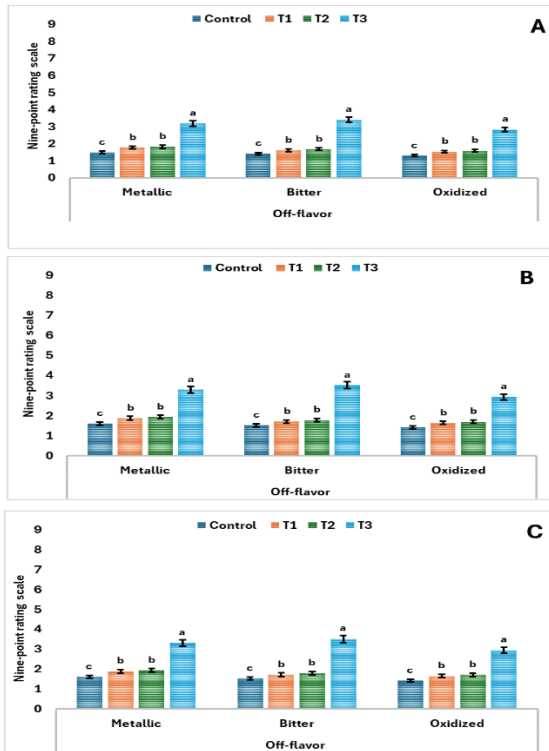 Control T1 T2 T3
A
Nine-point rating scale
9
8
7
6
5
4
3
2
1
0
c b b a c b b a c b b a
Metallic Bitter Oxidized
Off-flavor
Control T1 T2 T3
B
Nine-point rating scale
9
8
7
6
5
4
3
2
1
0
c b b a c b b a c b b a
Metallic Bitter Oxidized
Off-flavor
Control T1 T2 T3
C
Nine-point rating scale
9
8
7
6
5
4
3
2
1
0
c b b a c b b a c b b a
Metallic Bitter Oxidized
Off-flavor